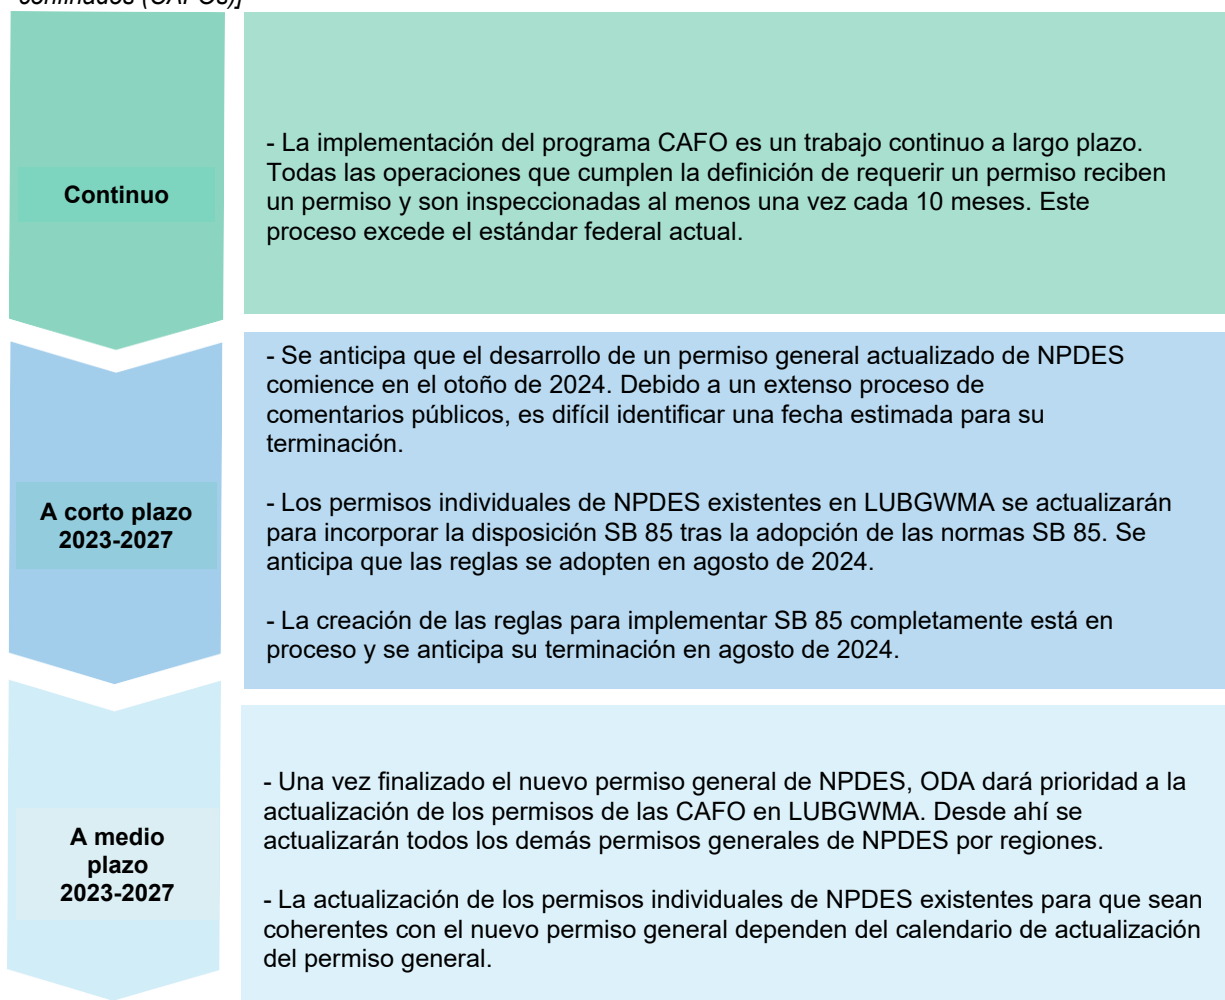 confinados (CAFOs)]
Continuo
- La implementación del programa CAFO es un trabajo continuo a largo plazo.
Todas las operaciones que cumplen la definición de requerir un permiso reciben
un permiso y son inspeccionadas al menos una vez cada 10 meses. Este
proceso excede el estándar federal actual.
A corto plazo
2023-2027
- Se anticipa que el desarrollo de un permiso general actualizado de NPDES
comience en el otoño de 2024. Debido a un extenso proceso de
comentarios públicos, es difícil identificar una fecha estimada para su
terminación.
- Los permisos individuales de NPDES existentes en LUBGWMA se actualizarán
para incorporar la disposición SB 85 tras la adopción de las normas SB 85. Se
anticipa que las reglas se adopten en agosto de 2024.
- La creación de las reglas para implementar SB 85 completamente está en
proceso y se anticipa su terminación en agosto de 2024.
A medio
plazo
2023-2027
- Una vez finalizado el nuevo permiso general de NPDES, ODA dará prioridad a la
actualización de los permisos de las CAFO en LUBGWMA. Desde ahí se
actualizarán todos los demás permisos generales de NPDES por regiones.
- La actualización de los permisos individuales de NPDES existentes para que sean
coherentes con el nuevo permiso general dependen del calendario de actualización
del permiso general.